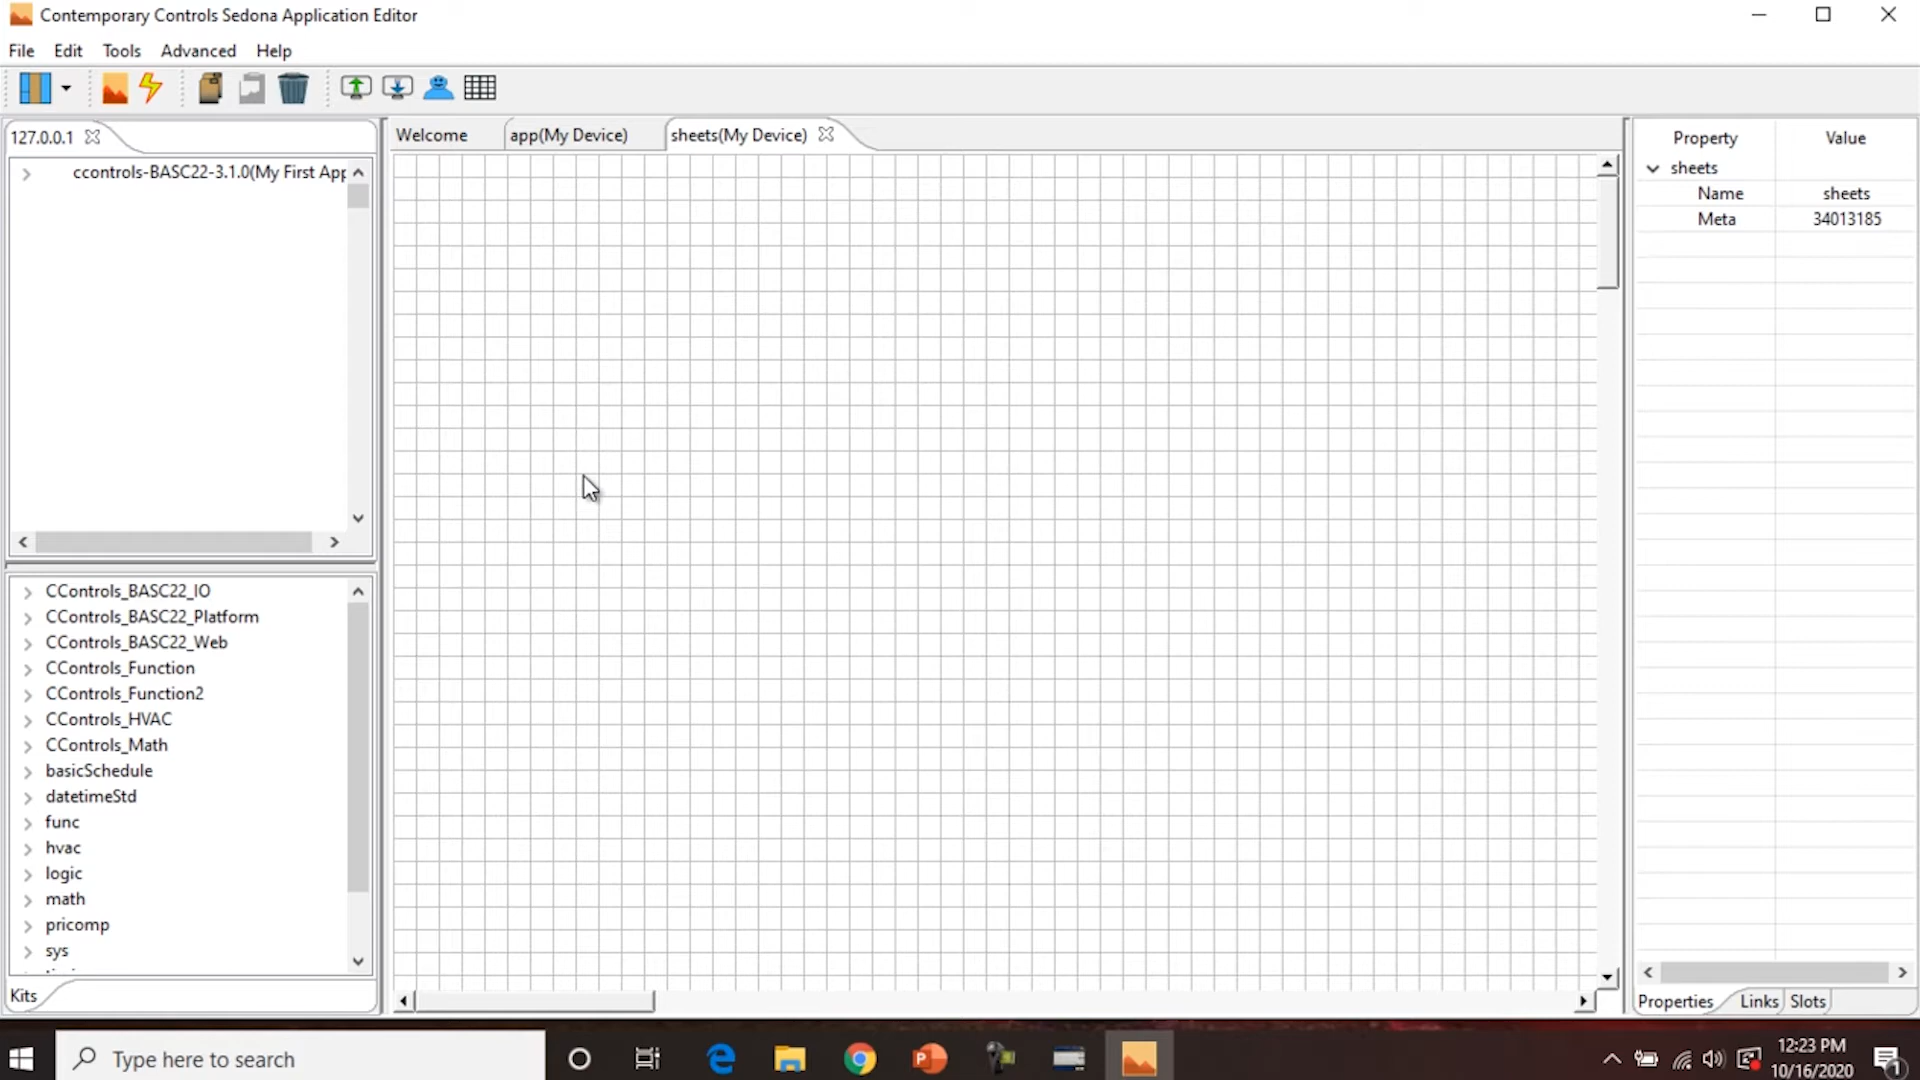 Contemporary Controls Sedona Application Editor
File Edit Tools Advanced Help
127.0.0.1
ccontrols-BASC22-3.1.0(My First App
Welcome app(My Device) sheets(My Device)
Property Value
sheets
Name sheets
Meta 34013185
CControls_BASC22_IO
CControls_BASC22_Platform
CControls_BASC22_Web
CControls_Function
CControls_Function2
CControls_HVAC
CControls_Math
basicSchedule
datetimeStd
func
hvac
logic
math
pricomp
sys
Kits
Properties Links Slots
Type here to search
12:23 PM
10/16/2020
1